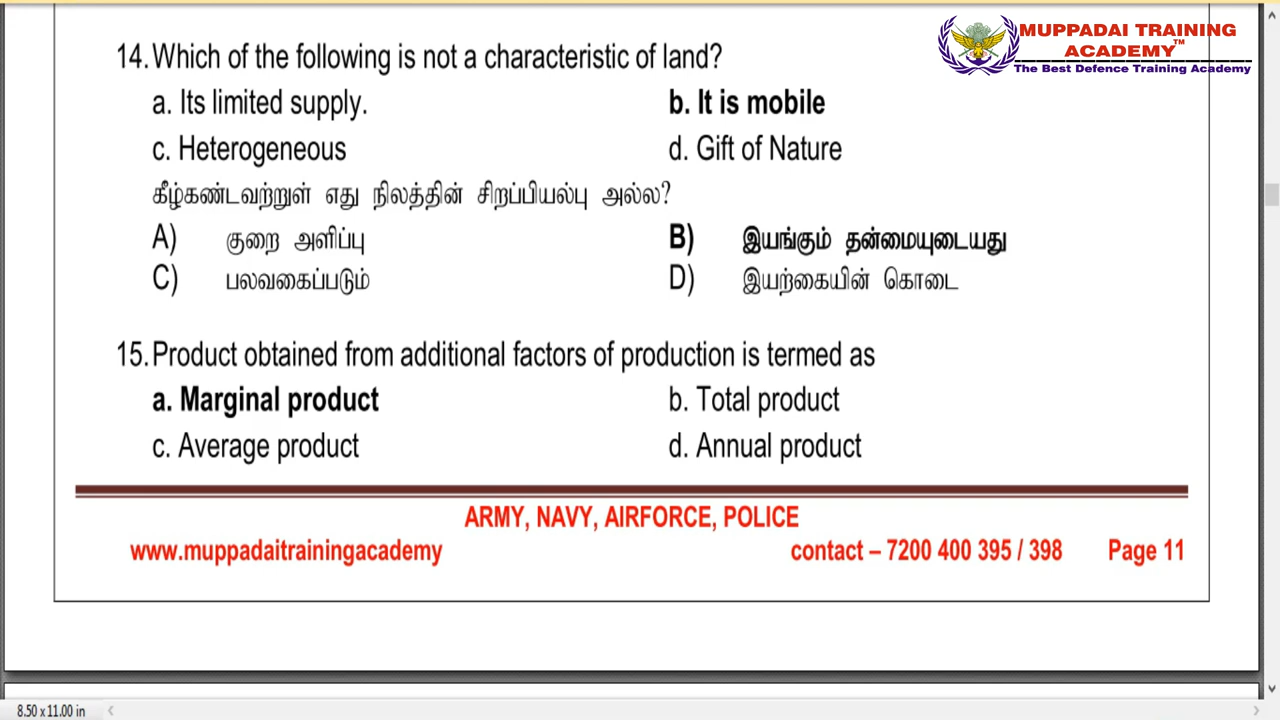 MUPPADAI TRAINING
ACADEMY™
The Best Defence Training Academy
14. Which of the following is not a characteristic of land?
a. Its limited supply. b. It is mobile
c. Heterogeneous d. Gift of Nature
கீழ்கண்டவற்றுள் எது நிலத்தின் சிறப்பியல்பு அல்ல?
A) குறை அளிப்பு B) இயங்கும் தன்மையுடையது
C) பலவகைப்படும் D) இயற்கையின் கொடை
15. Product obtained from additional factors of production is termed as
a. Marginal product b. Total product
c. Average product d. Annual product
ARMY, NAVY, AIRFORCE, POLICE
www.muppadaitrainingacademy contact – 7200 400 395 / 398 Page 11
8.50 x 11.00 in